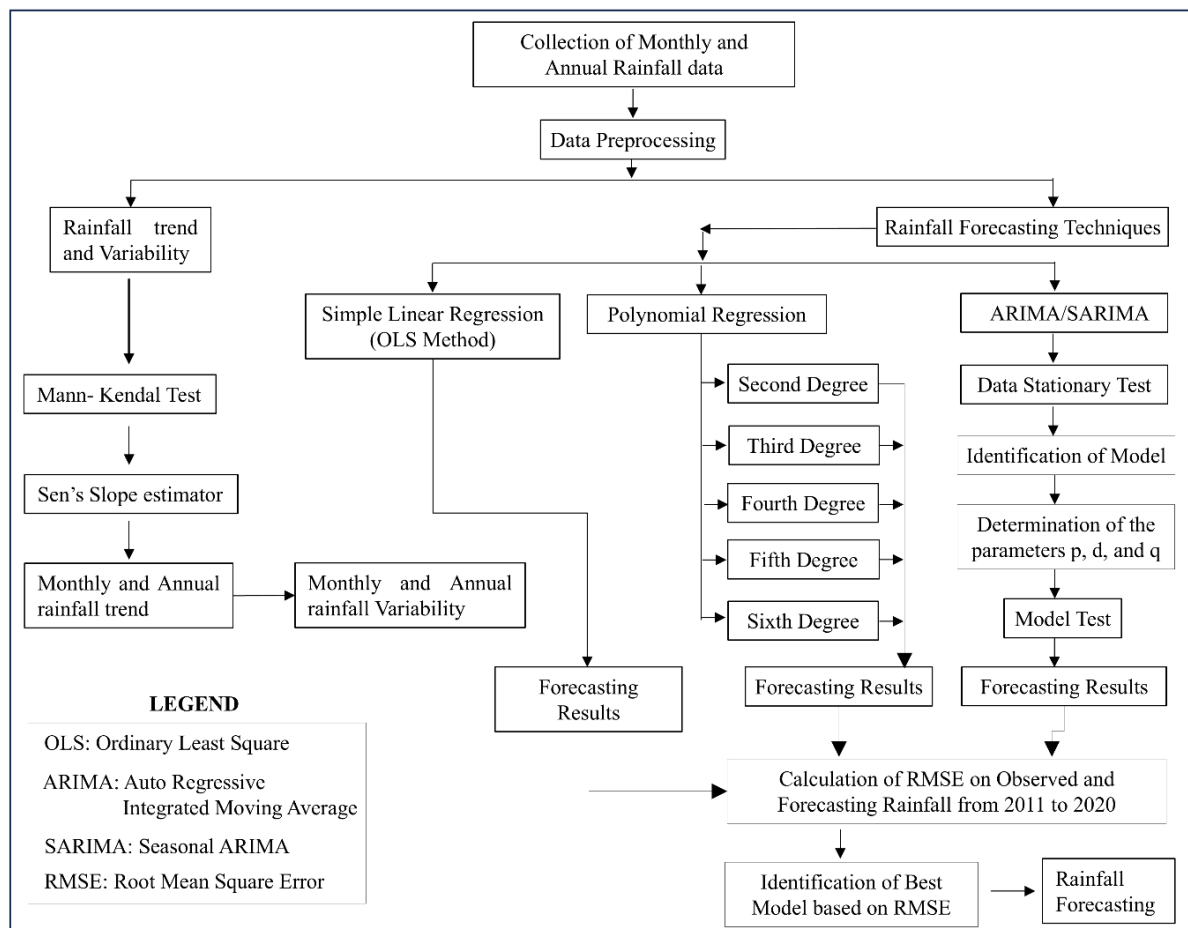 Collection of Monthly and
Annual Rainfall data
Data Preprocessing
Rainfall trend
and Variability
Rainfall Forecasting Techniques
Simple Linear Regression
(OLS Method)
Polynomial Regression
ARIMA/SARIMA
Mann- Kendal Test
Second Degree
Data Stationary Test
Third Degree
Identification of Model
Sen's Slope estimator
Fourth Degree
Determination of the
parameters p, d, and q
Fifth Degree
Monthly and Annual
rainfall trend
Monthly and Annual
rainfall Variability
Sixth Degree
Model Test
Forecasting
Results
Forecasting Results
Forecasting Results
LEGEND
OLS: Ordinary Least Square
ARIMA: Auto Regressive
Integrated Moving Average
SARIMA: Seasonal ARIMA
RMSE: Root Mean Square Error
Calculation of RMSE on Observed and
Forecasting Rainfall from 2011 to 2020
Identification of Best
Model based on RMSE
Rainfall
Forecasting